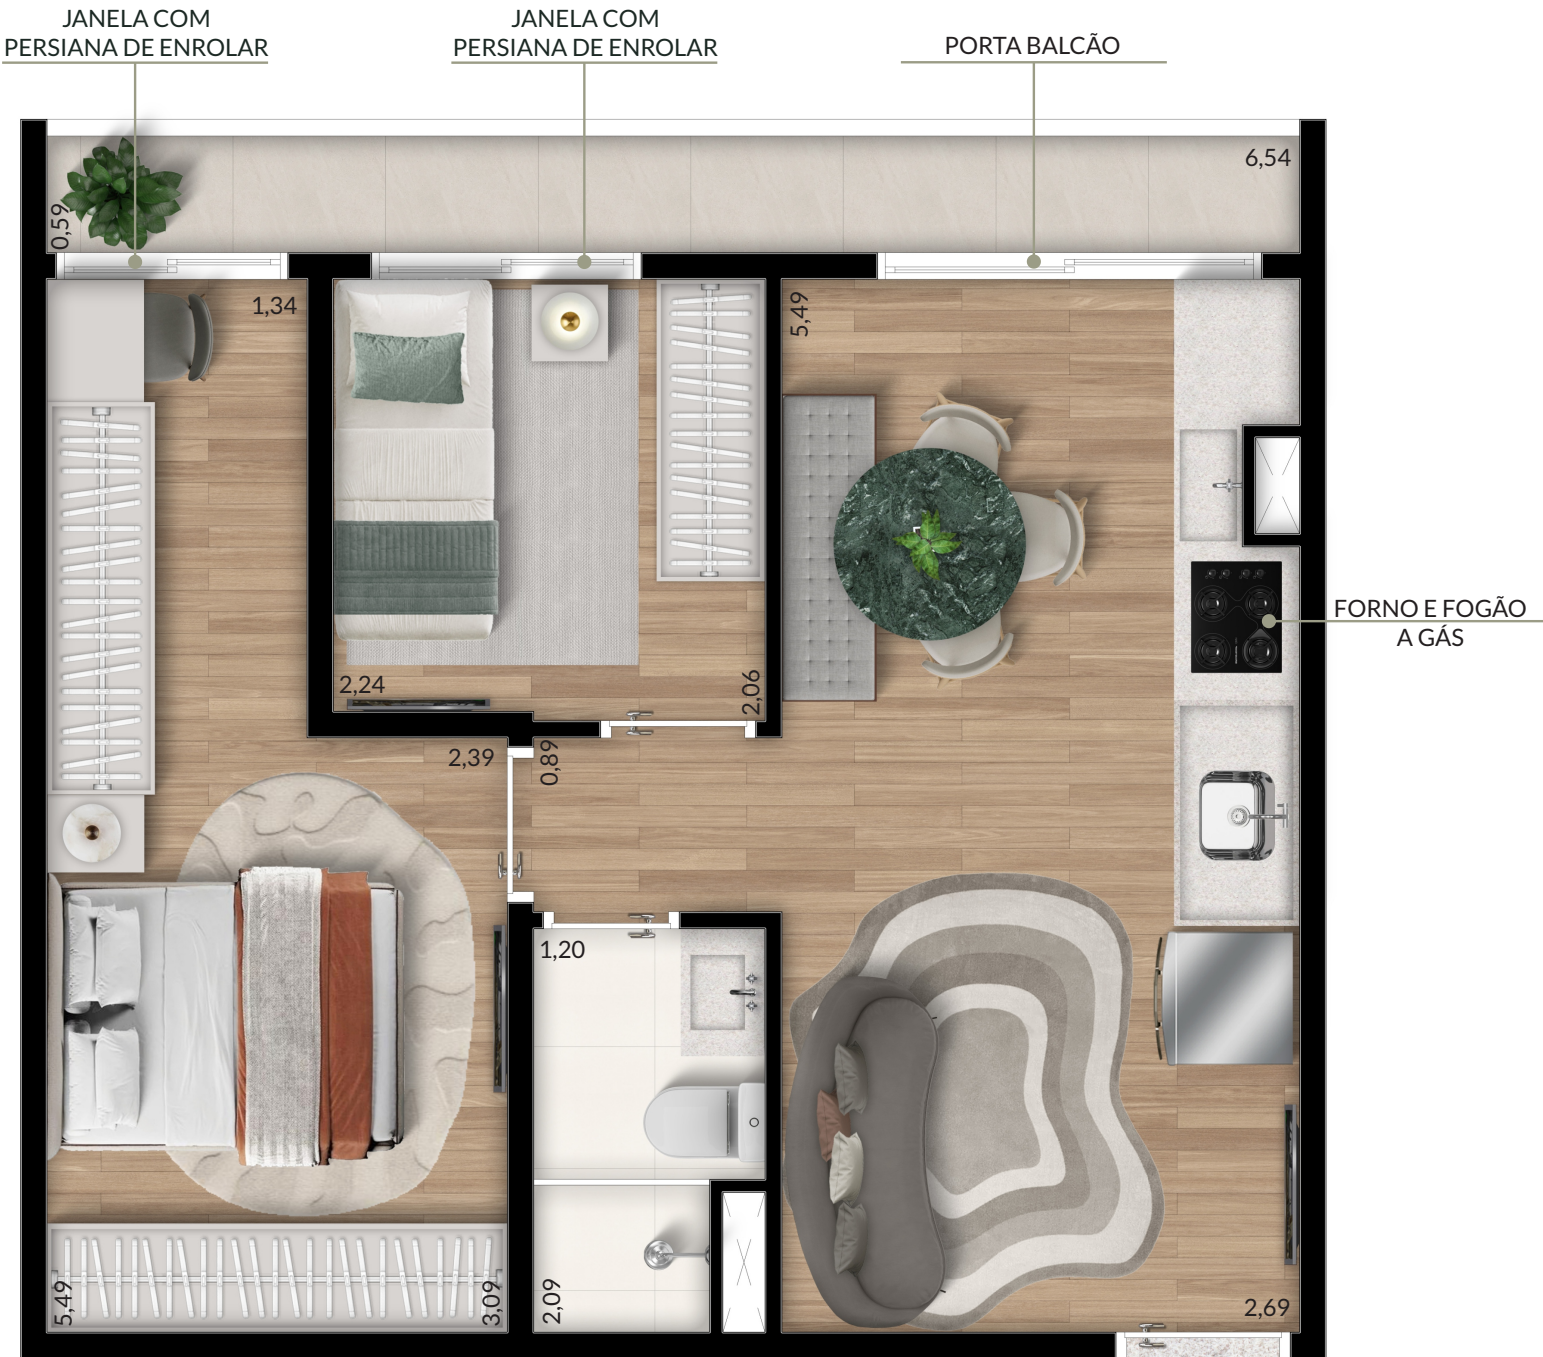 JANELA COM
PERSIANA DE ENROLAR
JANELA COM
PERSIANA DE ENROLAR
PORTA BALCÃO
6,54
0,59
1,34
5,49
FORNO E FOGÃO
A GÁS
2,24
2,06
2,39
0,89
1,20
5,49
3,09
2,09
2,69